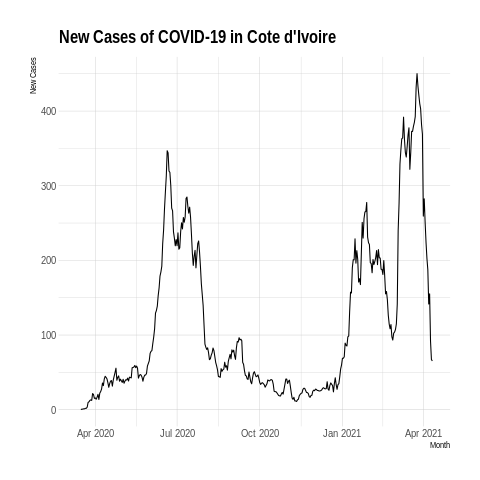 New Cases of COVID-19 in Cote d'Ivoire
New Cases
400
300
200
100
0
Apr 2020 Jul 2020 Oct 2020 Jan 2021 Apr 2021
Month